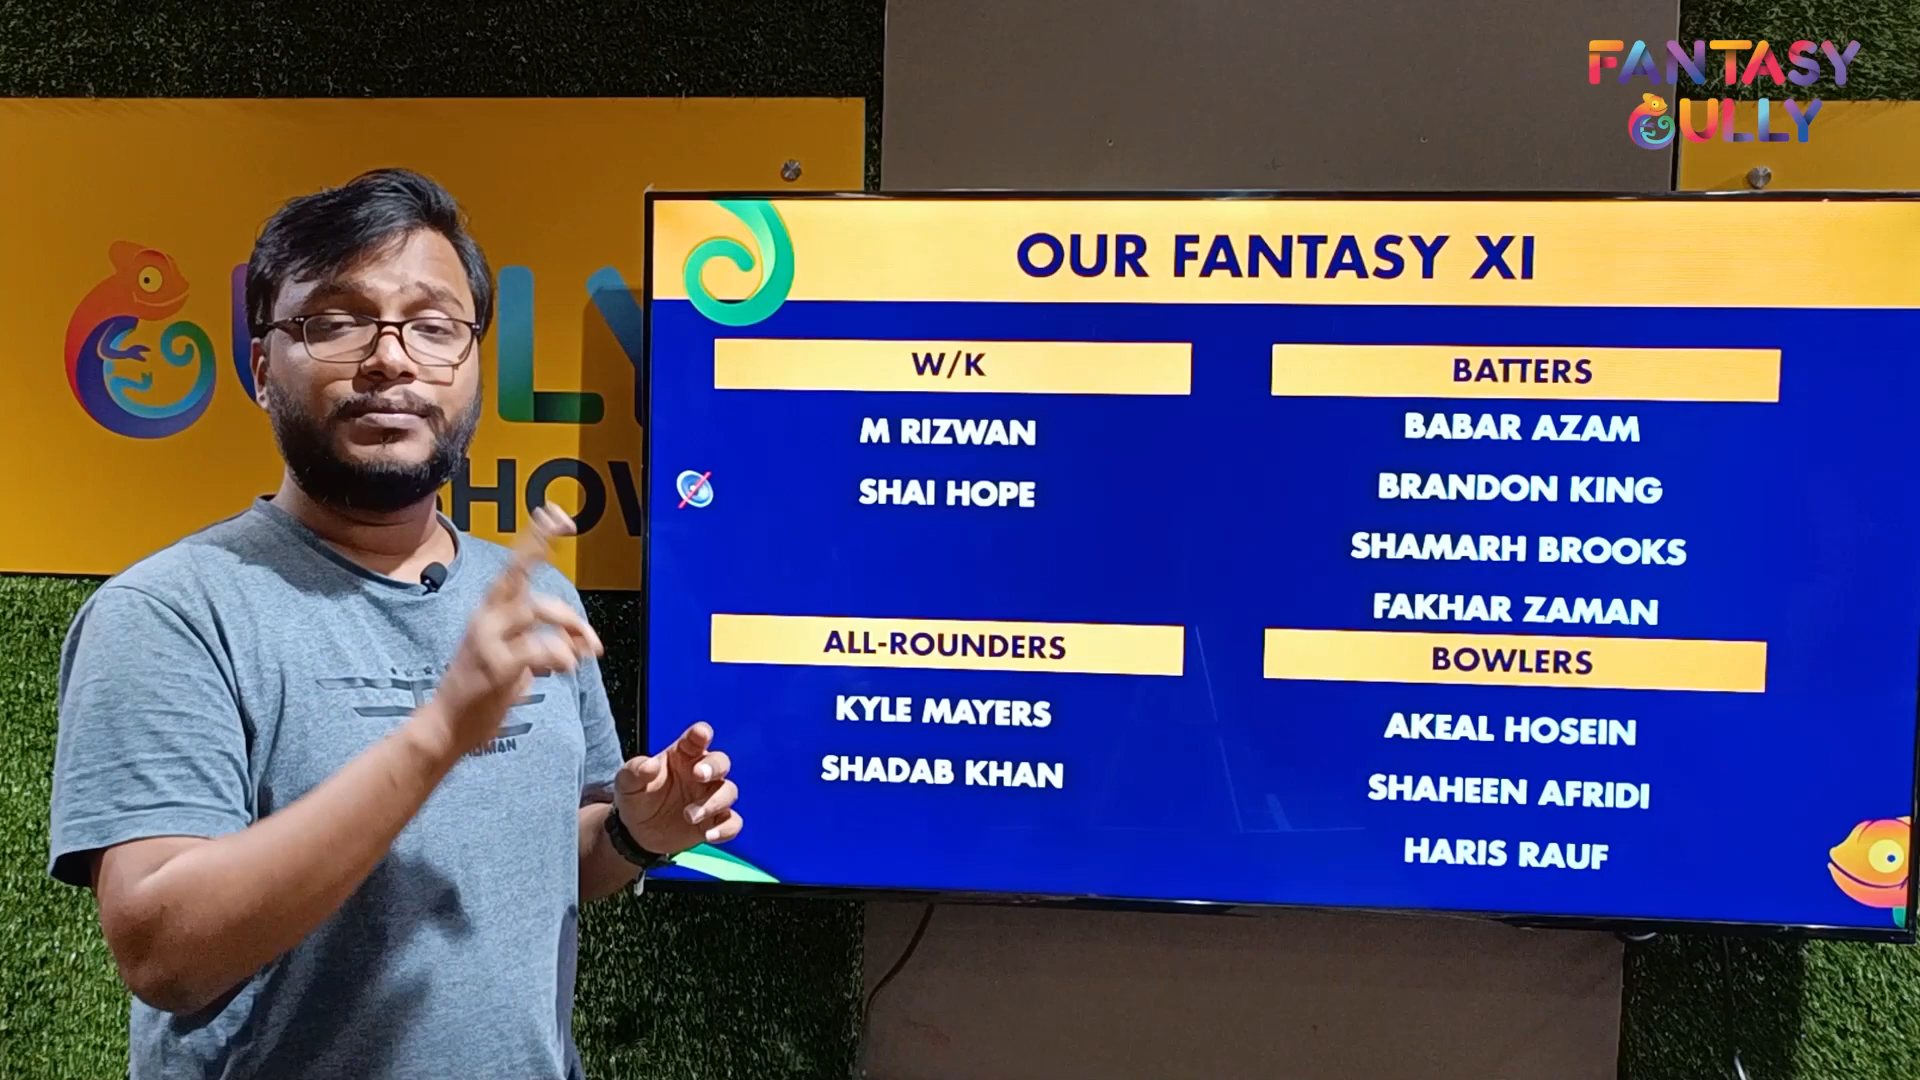 FANTASY
GULLY
OUR FANTASY XI
W/K
M RIZWAN
SHAI HOPE
BATTERS
BABAR AZAM
BRANDON KING
SHAMARH BROOKS
FAKHAR ZAMAN
ALL-ROUNDERS
KYLE MAYERS
SHADAB KHAN
BOWLERS
AKEAL HOSEIN
SHAHEEN AFRIDI
HARIS RAUF